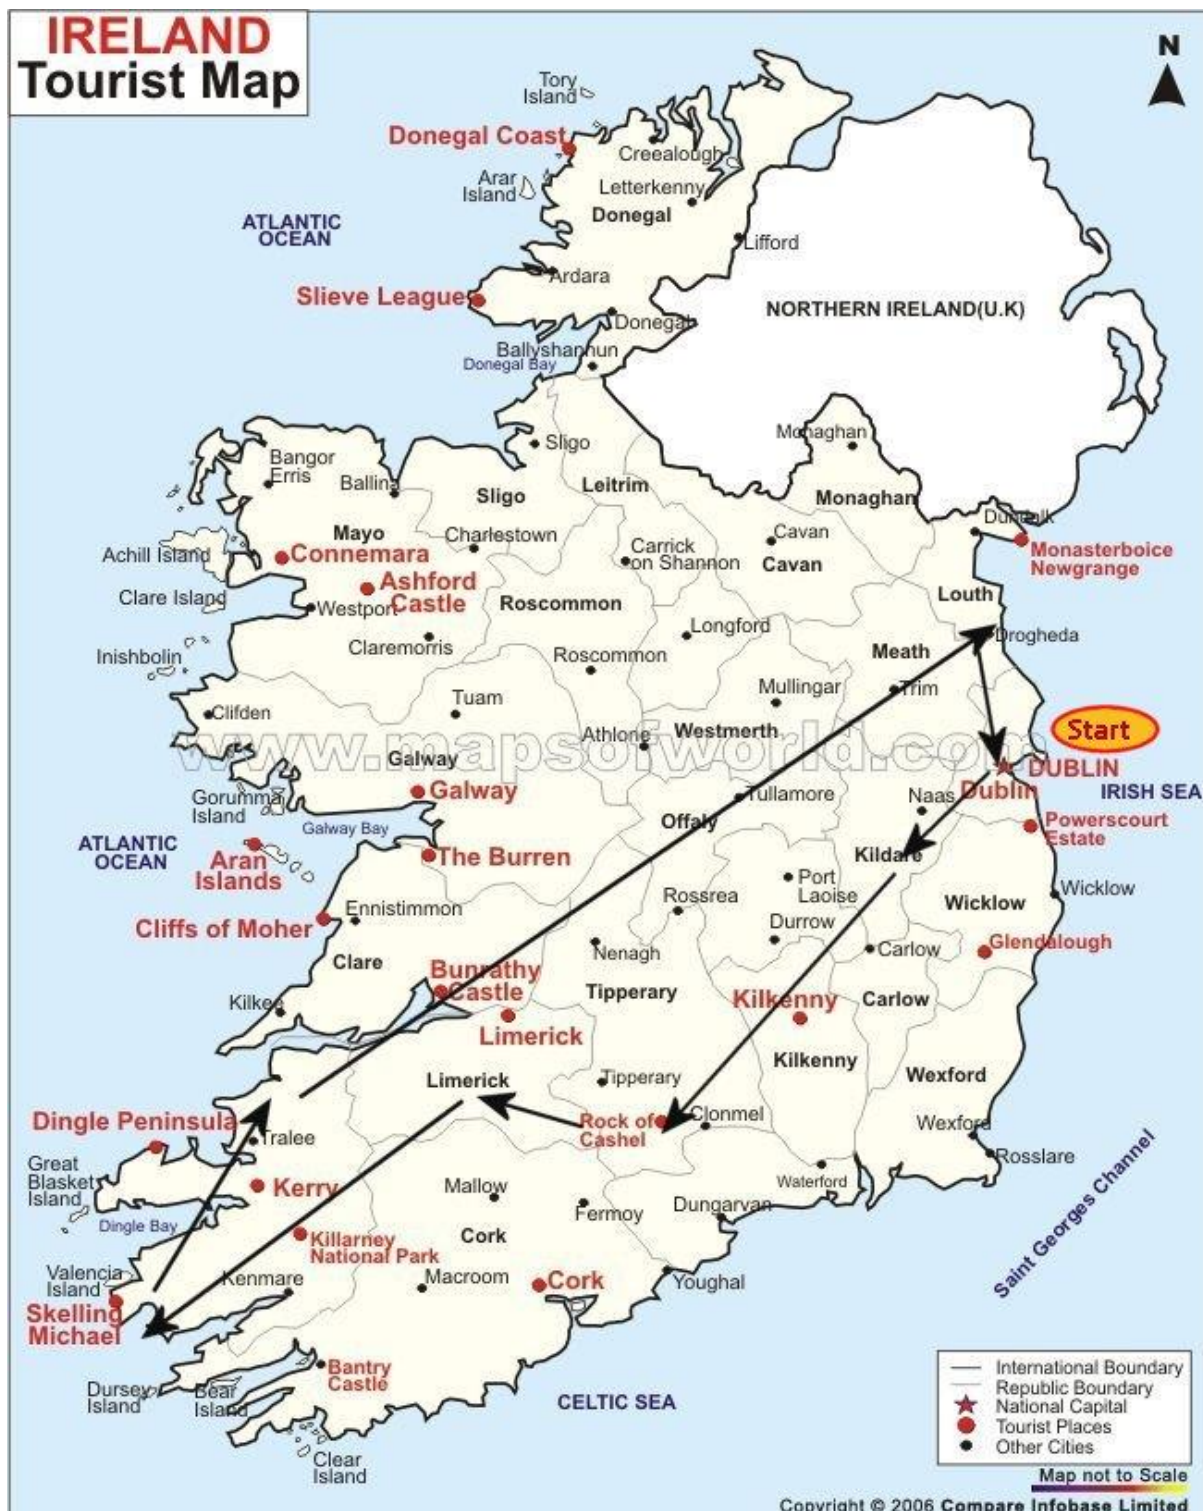 IRELAND
Tourist Map
N
Tory
Island
Donegal Coast
Creealough
Arar
Island
Letterkenny
Donegal
ATLANTIC
OCEAN
Lifford
Ardara
Slieve League
NORTHERN IRELAND(U.K)
Donegal
Ballyshannun
Donegal Bay
Monaghan
Sligo
Bangor
Erris
Ballina
Sligo
Leitrim
Monaghan
Dundalk
Mayo
Charlestown
Cavan
Achill Island
Connemara
Carrick
on Shannon
Cavan
Monasterboice
Newgrange
Ashford
Castle
Clare Island
Westport
Roscommon
Louth
Longford
Drogheda
Claremorris
Inishbolin
Roscommon
Meath
Mullingar
Trim
Tuam
Clifden
Athlone
Westmerth
Start
www.mapsofworld.com
Galway
DUBLIN
Dublin
IRISH SEA
Gorumma
Island
Galway
Tullamore
Naas
Galway Bay
Offaly
Powerscourt
Estate
ATLANTIC
OCEAN
Aran
Islands
The Burren
Kildare
Port
Laoise
Rossrea
Wicklow
Wicklow
Ennistimmon
Cliffs of Moher
Durrow
Nenagh
Carlow
Glendalough
Clare
Bunrathy
Castle
Tipperary
Kilkenny
Carlow
Kilkee
Limerick
Kilkenny
Limerick
Tipperary
Wexford
Dingle Peninsula
Rock of
Cashel
Clonmel
Wexford
Tralee
Rosslare
Great
Blasket
Island
Kerry
Mallow
Fermoy
Waterford
Dungarvan
Dingle Bay
Killarney
National Park
Cork
Saint Georges Channel
Valencia
Island
Kenmare
Macroom
Cork
Youghal
Skelling
Michael
Bantry
Castle
Dursey
Island
Bear
Island
CELTIC SEA
Clear
Island
International Boundary
Republic Boundary
National Capital
Tourist Places
Other Cities
Map not to Scale
Copyright © 2006 Compare Infobase Limited